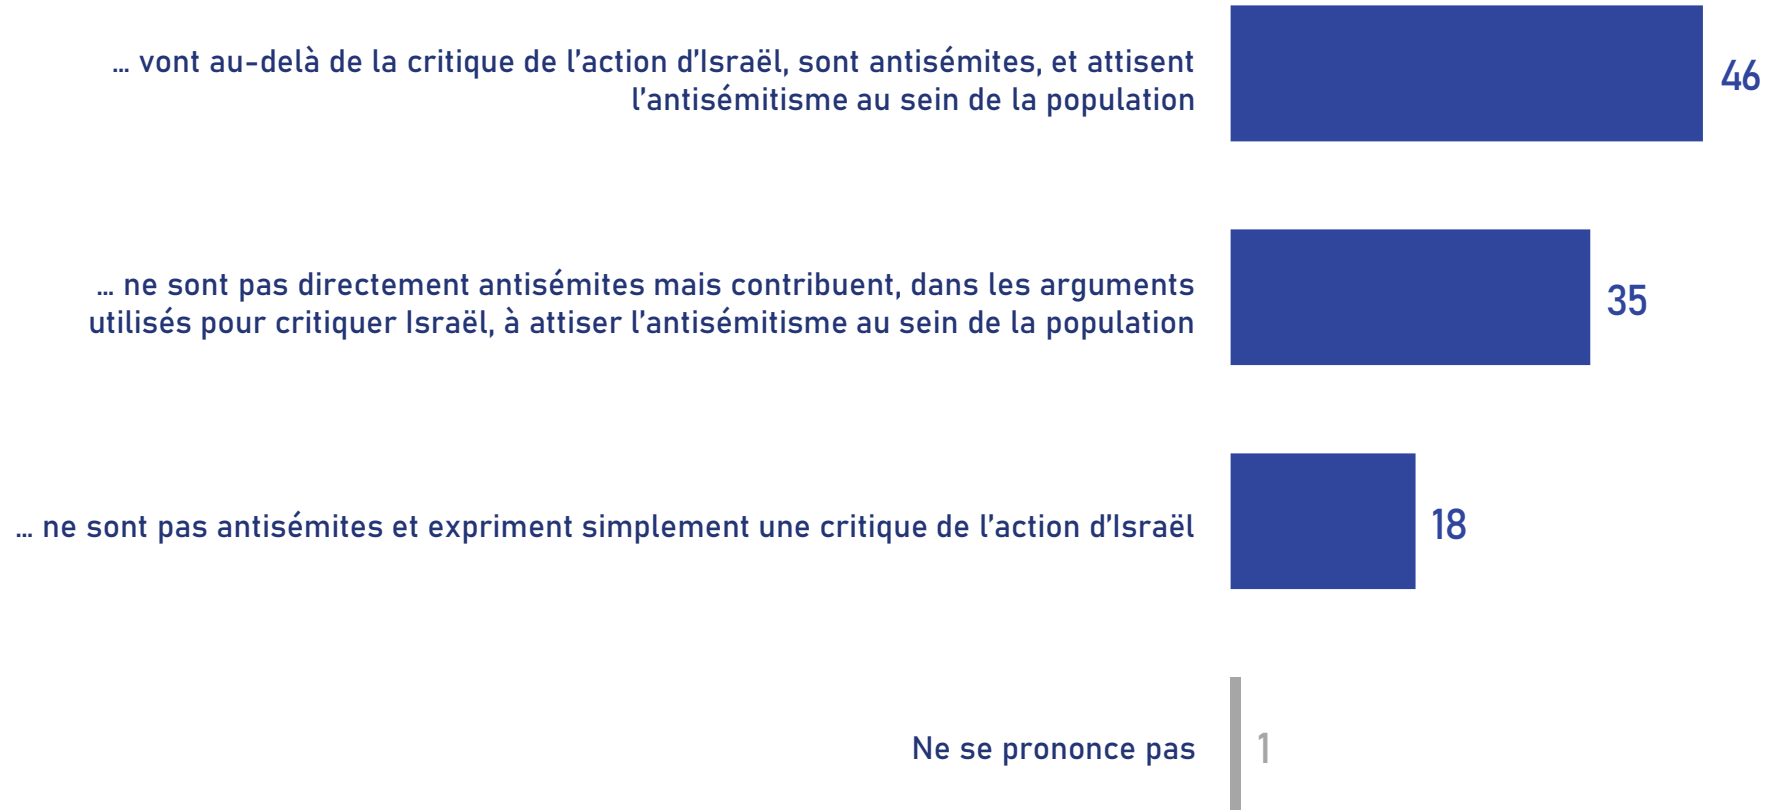 ... vont au-delà de la critique de l'action d'Israël, sont antisémites, et attisent
l'antisémitisme au sein de la population
46
... ne sont pas directement antisémites mais contribuent, dans les arguments
utilisés pour critiquer Israël, à attiser l'antisémitisme au sein de la population
35
... ne sont pas antisémites et expriment simplement une critique de l'action d'Israël
18
Ne se prononce pas
1